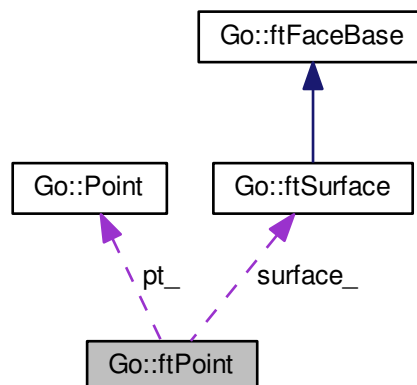 Go::ftFaceBase
Go::Point
Go::ftSurface
pt_
surface_
Go::ftPoint